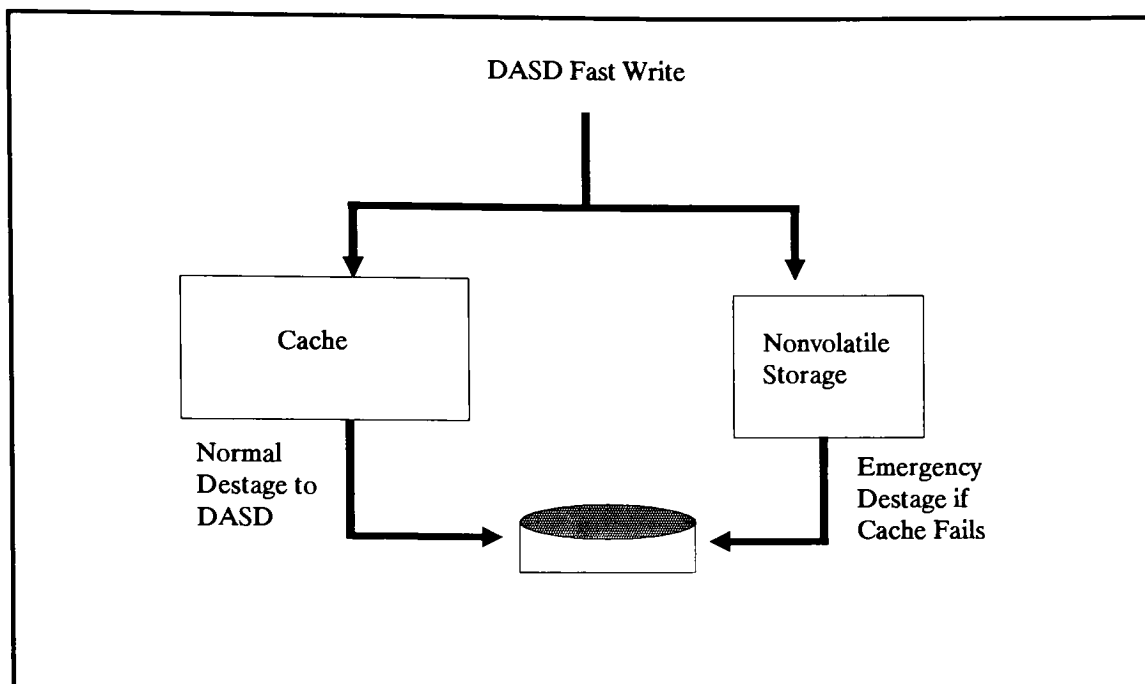 DASD Fast Write
Cache
Nonvolatile
Storage
Normal
Destage to
DASD
Emergency
Destage if
Cache Fails